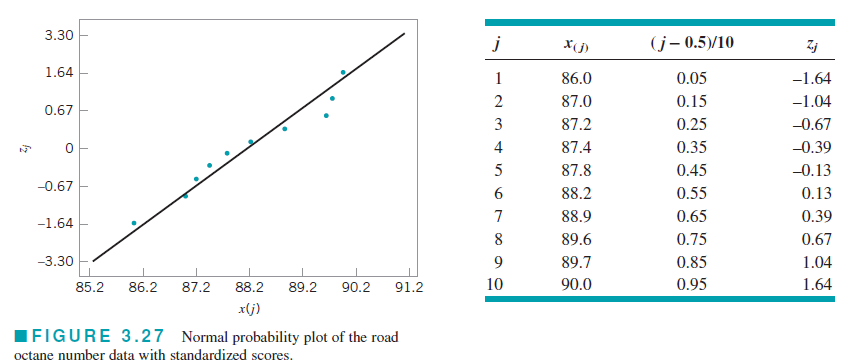 3.30
1.64
0.67
0
–0.67
–1.64
–3.30
zj
85.2 86.2 87.2 88.2 89.2 90.2 91.2
x(j)
FIGURE 3.27 Normal probability plot of the road
octane number data with standardized scores.
j x(j) (j – 0.5)/10 zj
1 86.0 0.05 –1.64
2 87.0 0.15 –1.04
3 87.2 0.25 –0.67
4 87.4 0.35 –0.39
5 87.8 0.45 –0.13
6 88.2 0.55 0.13
7 88.9 0.65 0.39
8 89.6 0.75 0.67
9 89.7 0.85 1.04
10 90.0 0.95 1.64